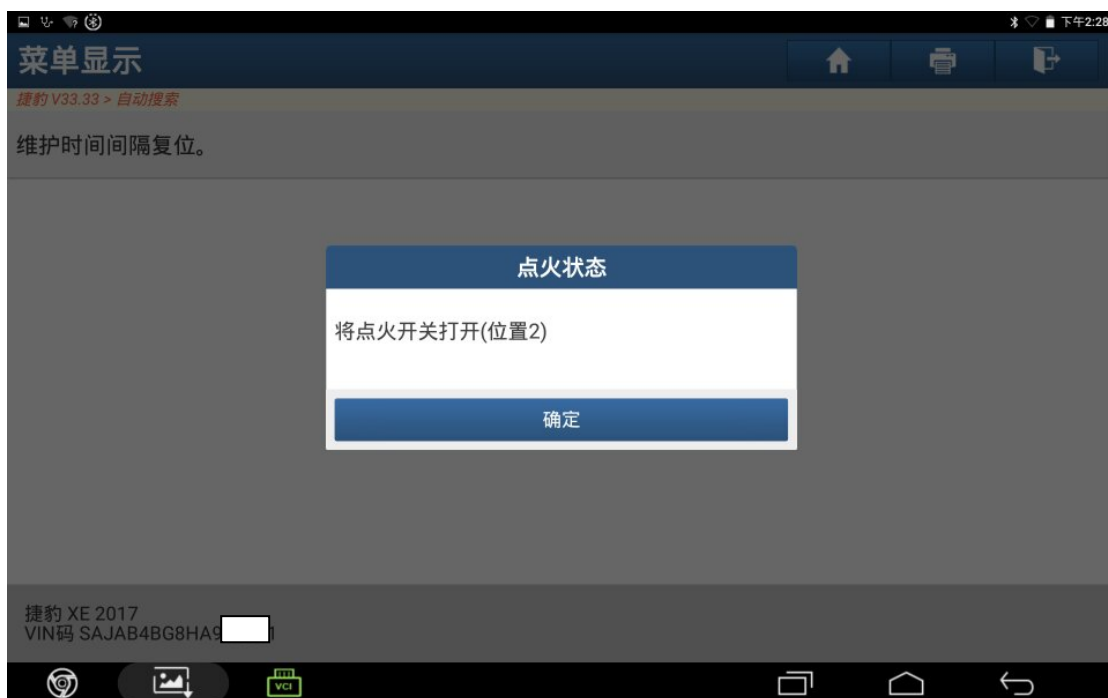 下午2:28
菜单显示
捷豹 V33.33 > 自动搜索
维护时间间隔复位。
点火状态
将点火开关打开(位置2)
确定
捷豹 XE 2017
VIN码 SAJAB4BG8HA9 1
VCI